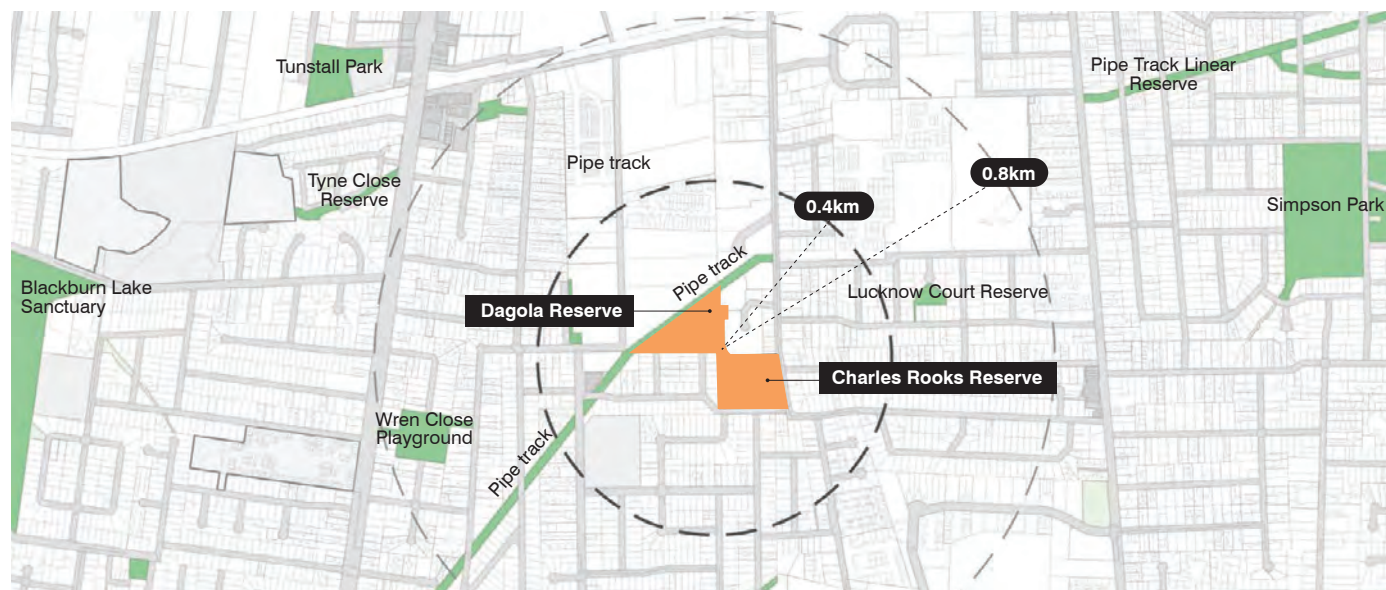 Tunstall Park
Pipe Track Linear
Reserve
Pipe track
0.8km
Tyne Close
Reserve
0.4km
Simpson Park
Pipe track
Blackburn Lake
Sanctuary
Lucknow Court Reserve
Dagola Reserve
Charles Rooks Reserve
Wren Close
Playground
Pipe track